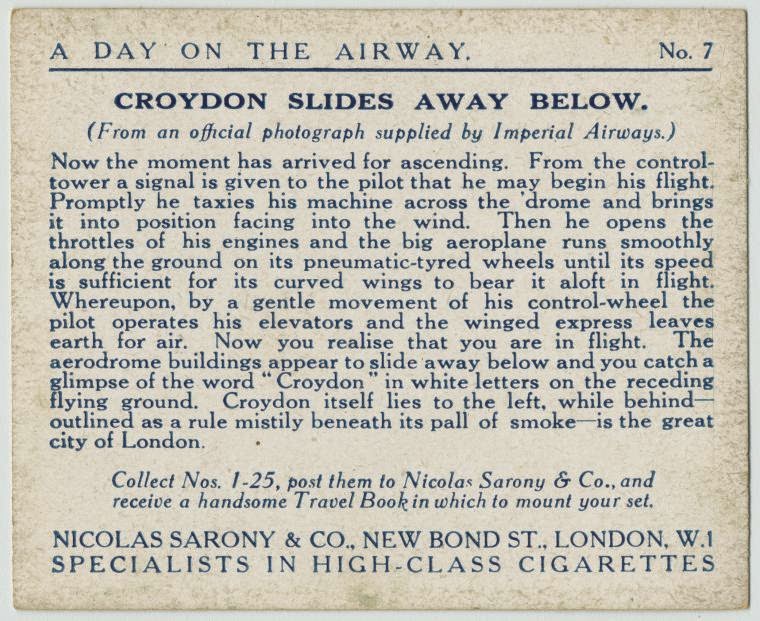 A DAY ON THE AIRWAY. No. 7
CROYDON SLIDES AWAY BELOW.
(From an official photograph supplied by Imperial Airways.)
Now the moment has arrived for ascending. From the control-
tower a signal is given to the pilot that he may begin his flight.
Promptly he taxies his machine across the 'drome and brings
it into position facing into the wind. Then he opens the
throttles of his engines and the big aeroplane runs smoothly
along the ground on its pneumatic-tyred wheels until its speed
is sufficient for its curved wings to bear it aloft in flight.
Whereupon, by a gentle movement of his control-wheel the
pilot operates his elevators and the winged express leaves
earth for air. Now you realise that you are in flight. The
aerodrome buildings appear to slide away below and you catch a
glimpse of the word "Croydon" in white letters on the receding
flying ground. Croydon itself lies to the left, while behind—
outlined as a rule mistily beneath its pall of smoke—is the great
city of London.
Collect Nos. 1-25, post them to Nicolas Sarony & Co., and
receive a handsome Travel Book in which to mount your set.
NICOLAS SARONY & CO., NEW BOND ST., LONDON, W.1
SPECIALISTS IN HIGH-CLASS CIGARETTES